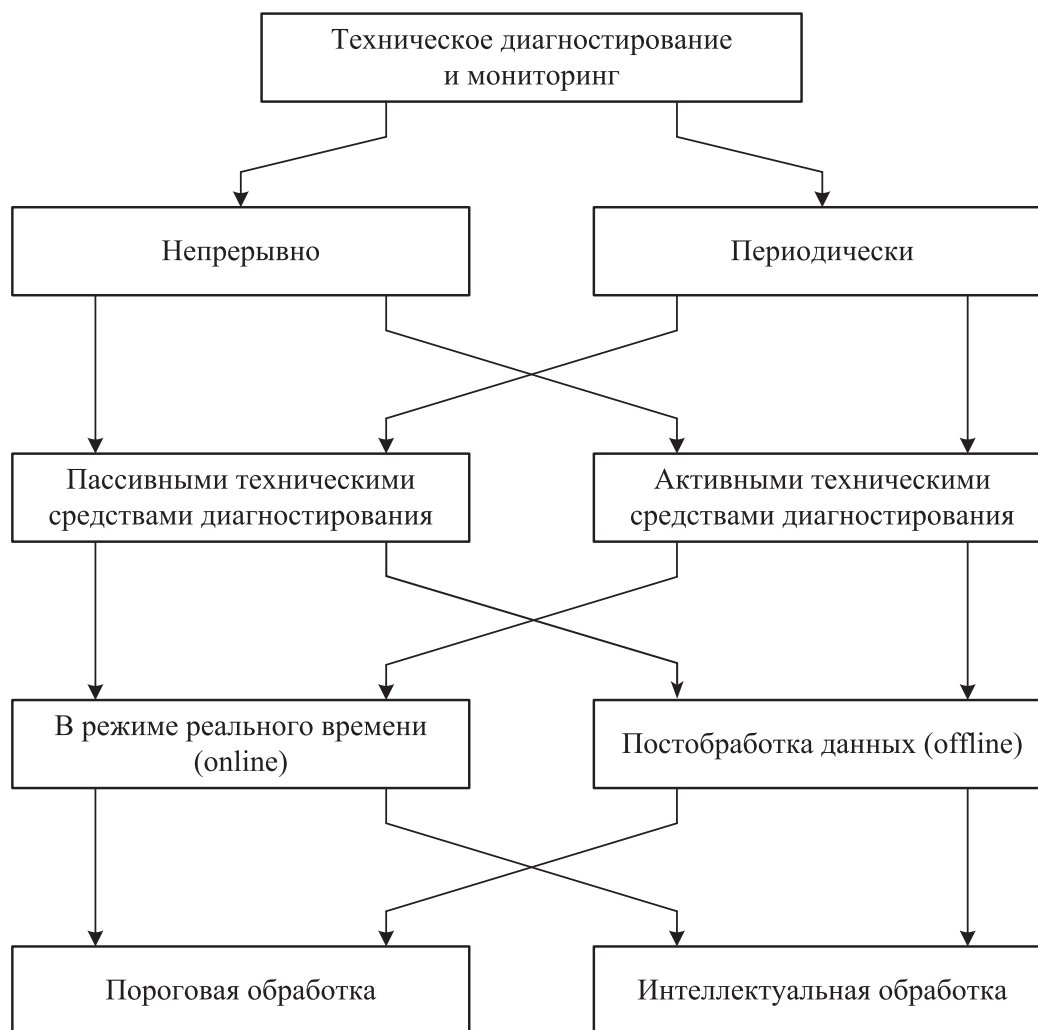 Техническое диагностирование
и мониторинг
Непрерывно
Периодически
Пассивными техническими
средствами диагностирования
Активными техническими
средствами диагностирования
В режиме реального времени
(online)
Постобработка данных (offline)
Пороговая обработка
Интеллектуальная обработка